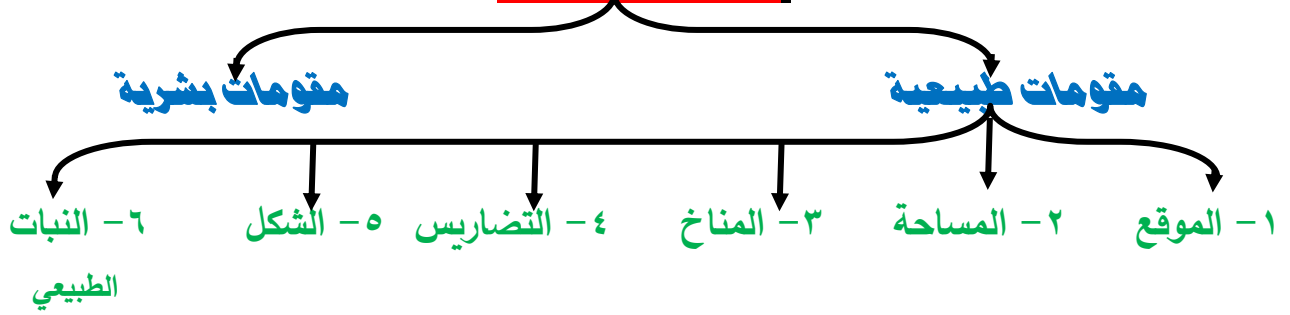 مقومات طبيعية
مقومات بشرية
١- الموقع
٢- المساحة
٣- المناخ
٤- التضاريس
٥- الشكل
٦- النبات
الطبيعي